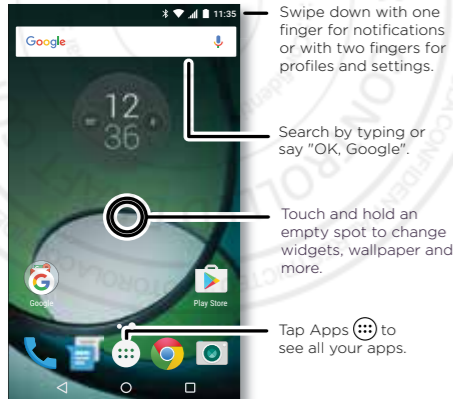 11:35
Swipe down with one
finger for notifications
or with two fingers for
profiles and settings.
Google
12
36
Search by typing or
say "OK, Google".
Touch and hold an
empty spot to change
widgets, wallpaper and
more.
Google
Play Store
Tap Apps to
see all your apps.